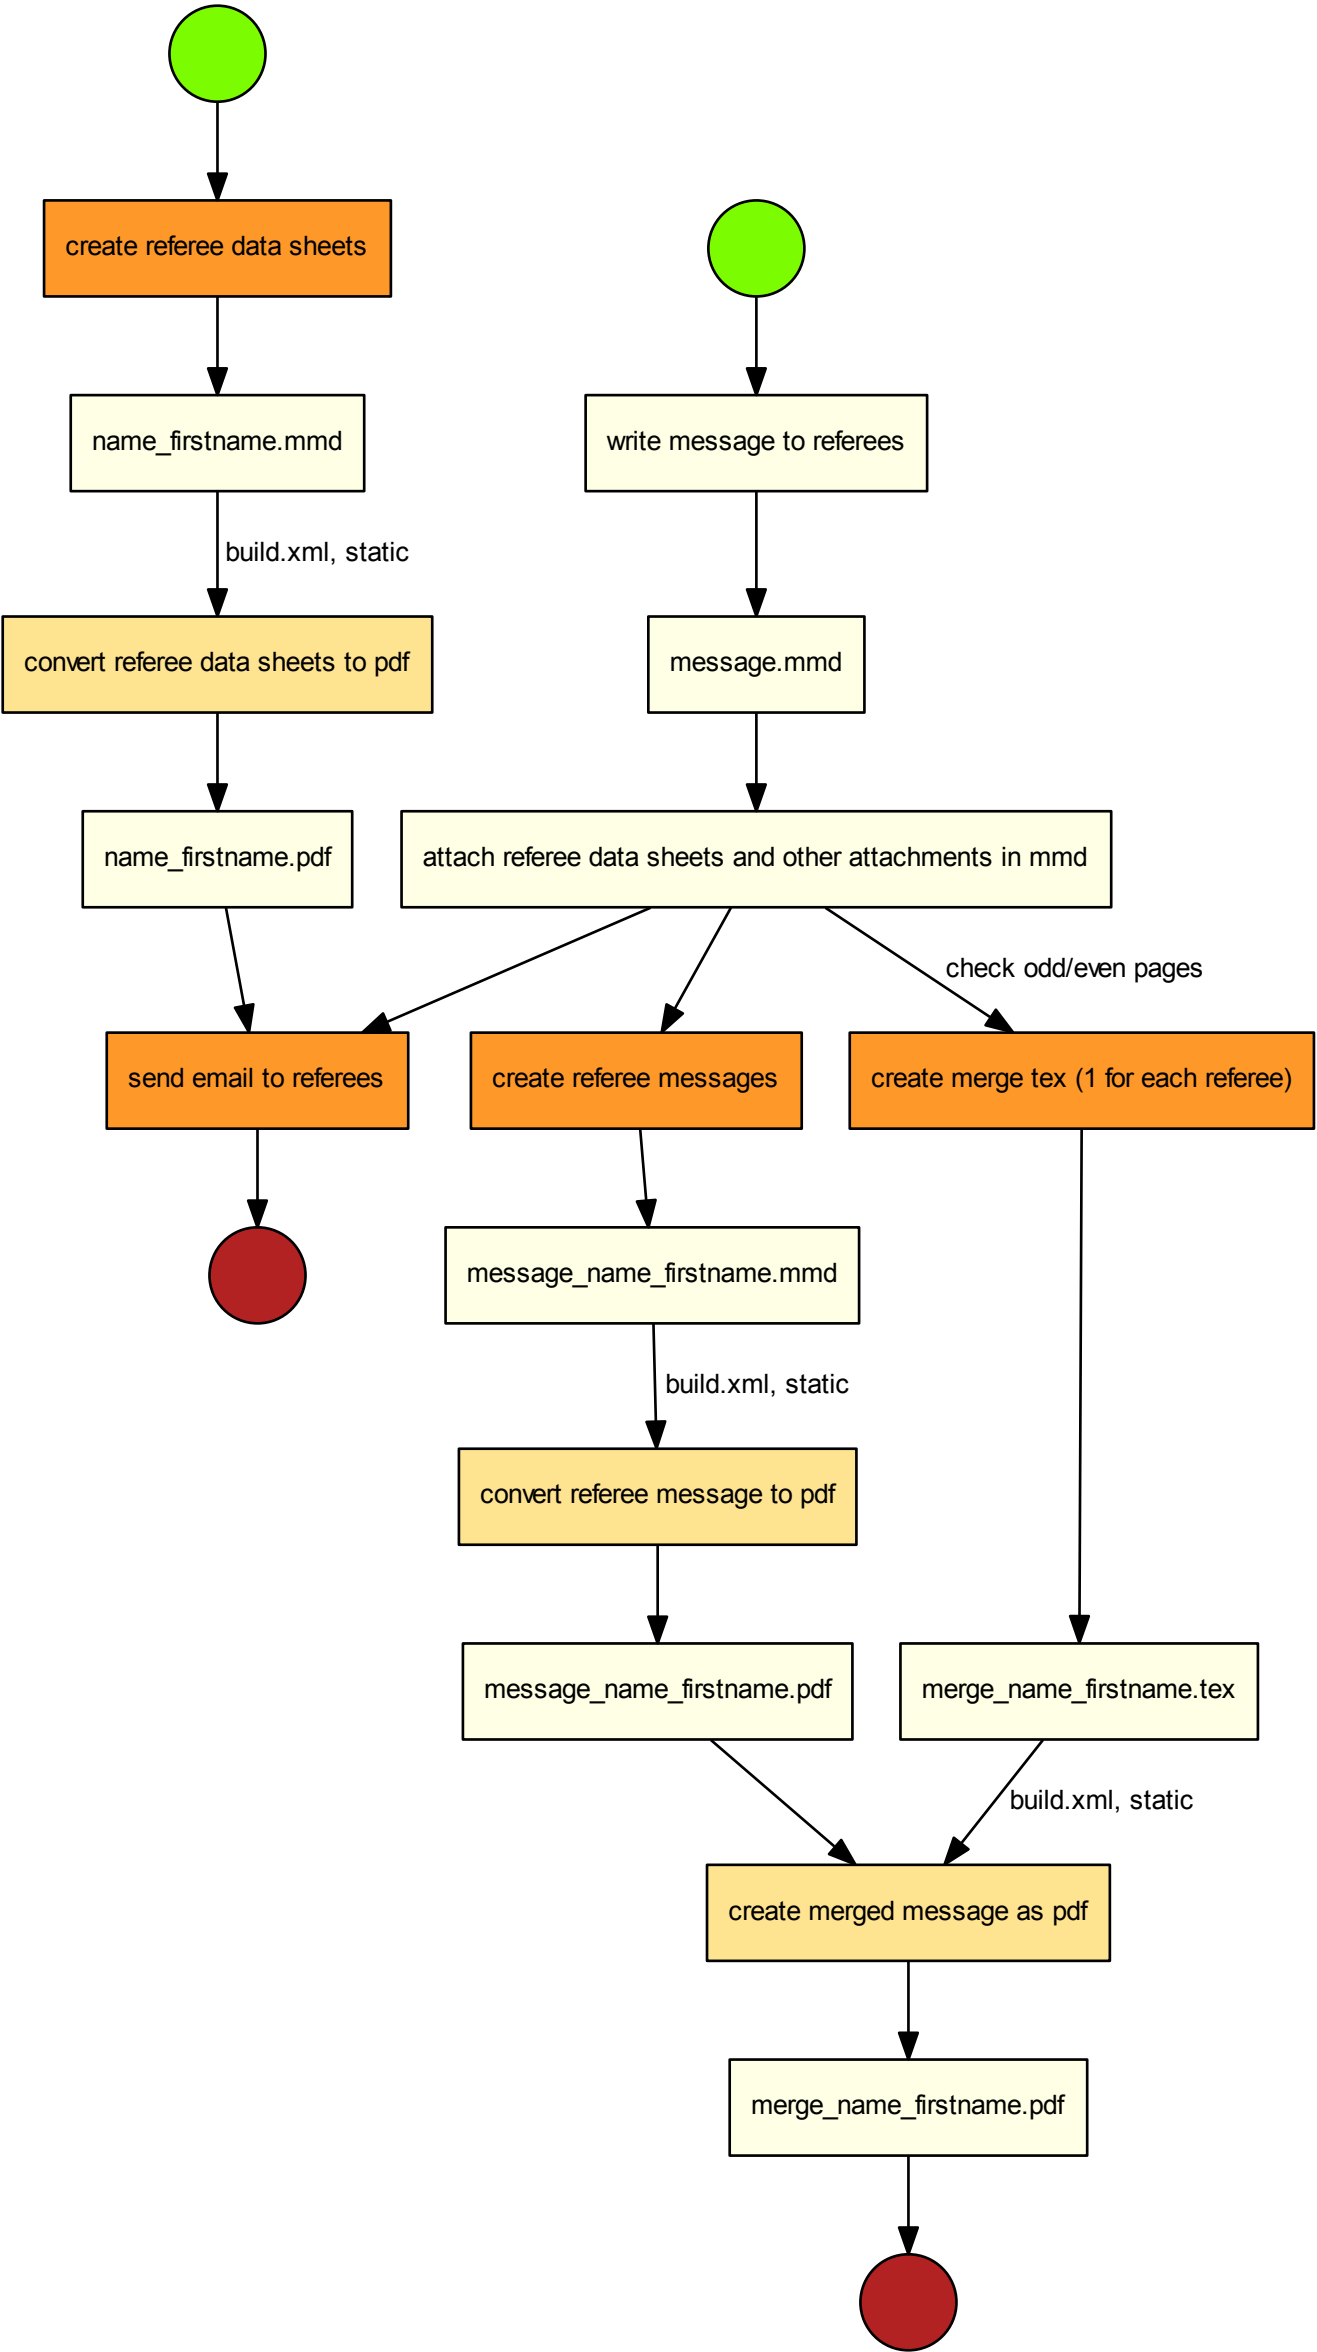 create referee data sheets
name_firstname.mmd
write message to referees
build.xml, static
convert referee data sheets to pdf
message.mmd
name_firstname.pdf
attach referee data sheets and other attachments in mmd
check odd/even pages
send email to referees
create referee messages
create merge tex (1 for each referee)
message_name_firstname.mmd
build.xml, static
convert referee message to pdf
message_name_firstname.pdf
merge_name_firstname.tex
build.xml, static
create merged message as pdf
merge_name_firstname.pdf